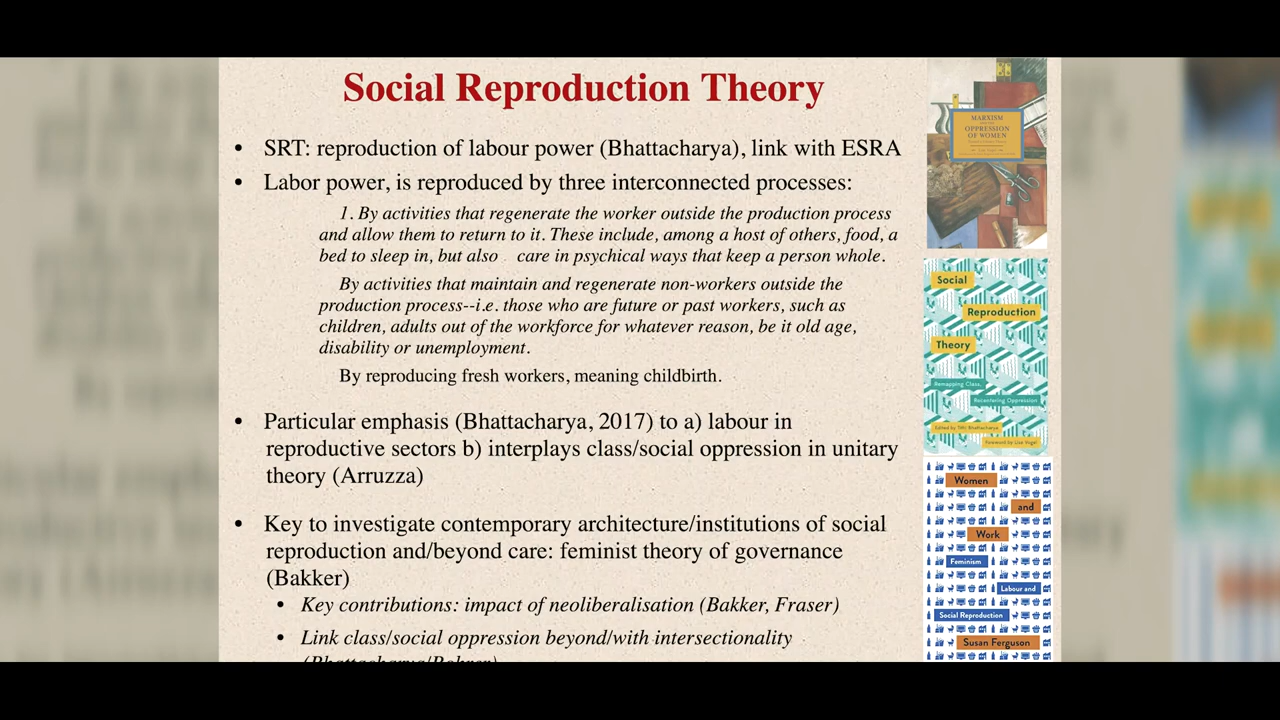 Social Reproduction Theory
• SRT: reproduction of labour power (Bhattacharya), link with ESRA
• Labor power, is reproduced by three interconnected processes:
1. By activities that regenerate the worker outside the production process
and allow them to return to it. These include, among a host of others, food, a
bed to sleep in, but also care in psychical ways that keep a person whole.
By activities that maintain and regenerate non-workers outside the
production process--i.e. those who are future or past workers, such as
children, adults out of the workforce for whatever reason, be it old age,
disability or unemployment.
By reproducing fresh workers, meaning childbirth.
• Particular emphasis (Bhattacharya, 2017) to a) labour in
reproductive sectors b) interplays class/social oppression in unitary
theory (Arruzza)
• Key to investigate contemporary architecture/institutions of social
reproduction and/beyond care: feminist theory of governance
(Bakker)
• Key contributions: impact of neoliberalisation (Bakker, Fraser)
• Link class/social oppression beyond/with intersectionality
MARXISM
OPPRESSION
OF WOMEN
Social
Reproduction
Theory
Remapping Class,
Recentering Oppression
Edited by Tithi Bhattacharya
Foreword by Lise Vogel
Women
and
Work
Feminism
Labour and
Social Reproduction
Susan Ferguson